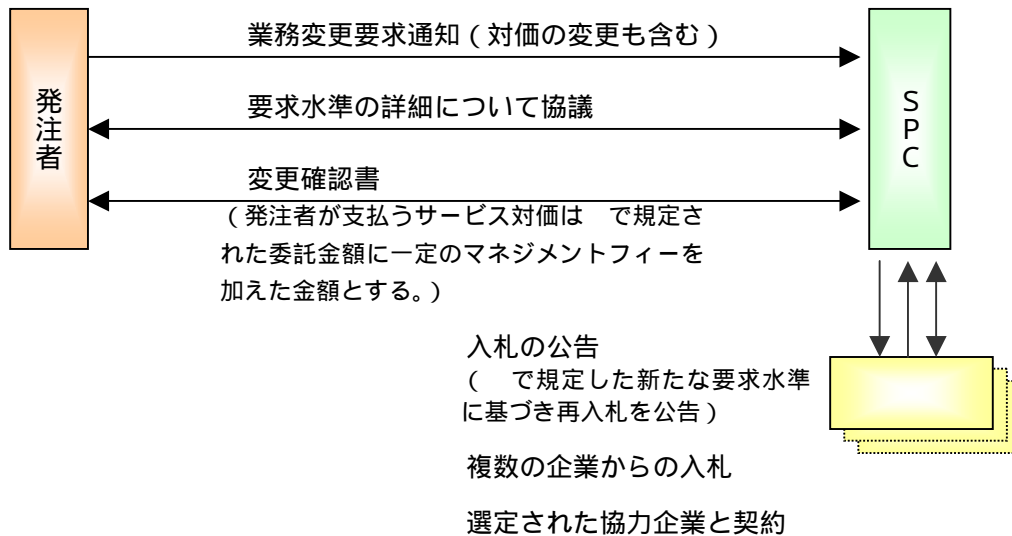 業務変更要求通知（対価の変更も含む）
発注者
SPC
要求水準の詳細について協議
変更確認書
（発注者が支払うサービス対価は　で規定さ
れた委託金額に一定のマネジメントフィーを
加えた金額とする。）
入札の公告
（　で規定した新たな要求水準
に基づき再入札を公告）
複数の企業からの入札
選定された協力企業と契約